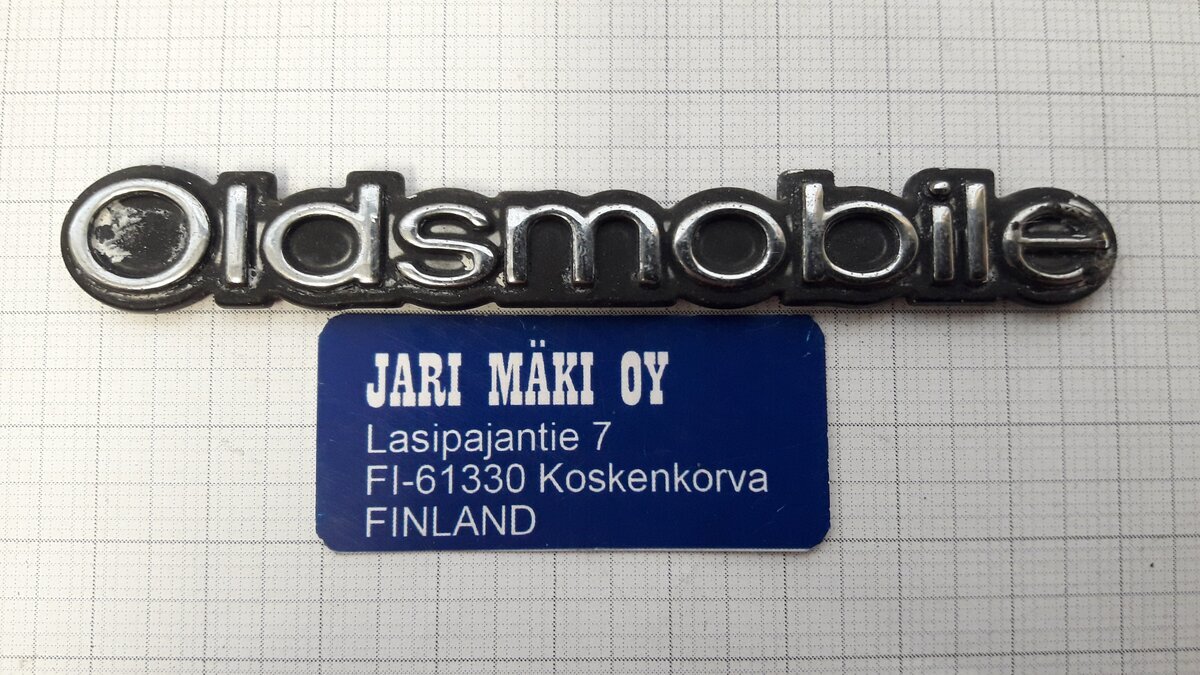 Oldsmobile
JARI MÄKI OY
Lasipajantie 7
FI-61330 Koskenkorva
FINLAND